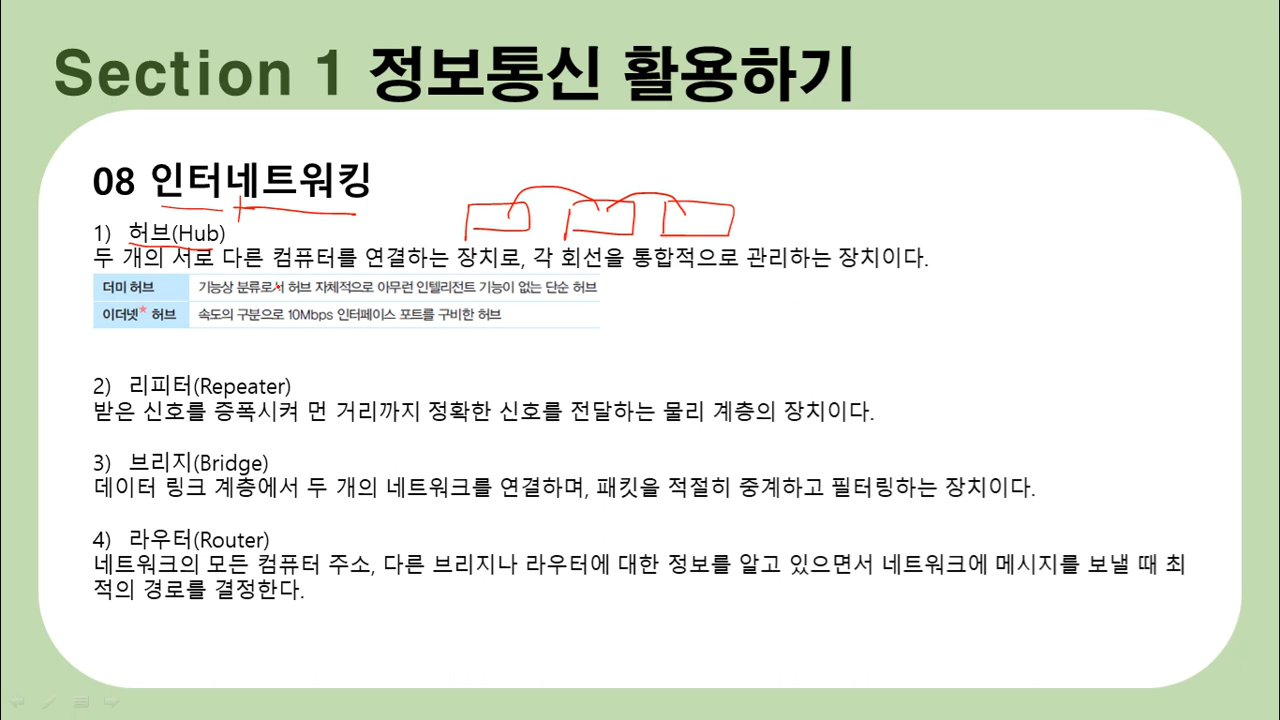 Section 1 정보통신 활용하기
08 인터네트워킹
1) 허브(Hub)
두 개의 서로 다른 컴퓨터를 연결하는 장치로, 각 회선을 통합적으로 관리하는 장치이다.
더미 허브 기능상 분류로서 허브 자체적으로 아무런 인텔리전트 기능이 없는 단순 허브
이더넷* 허브 속도의 구분으로 10Mbps 인터페이스 포트를 구비한 허브
2) 리피터(Repeater)
받은 신호를 증폭시켜 먼 거리까지 정확한 신호를 전달하는 물리 계층의 장치이다.
3) 브리지(Bridge)
데이터 링크 계층에서 두 개의 네트워크를 연결하며, 패킷을 적절히 중계하고 필터링하는 장치이다.
4) 라우터(Router)
네트워크의 모든 컴퓨터 주소, 다른 브리지나 라우터에 대한 정보를 알고 있으면서 네트워크에 메시지를 보낼 때 최
적의 경로를 결정한다.